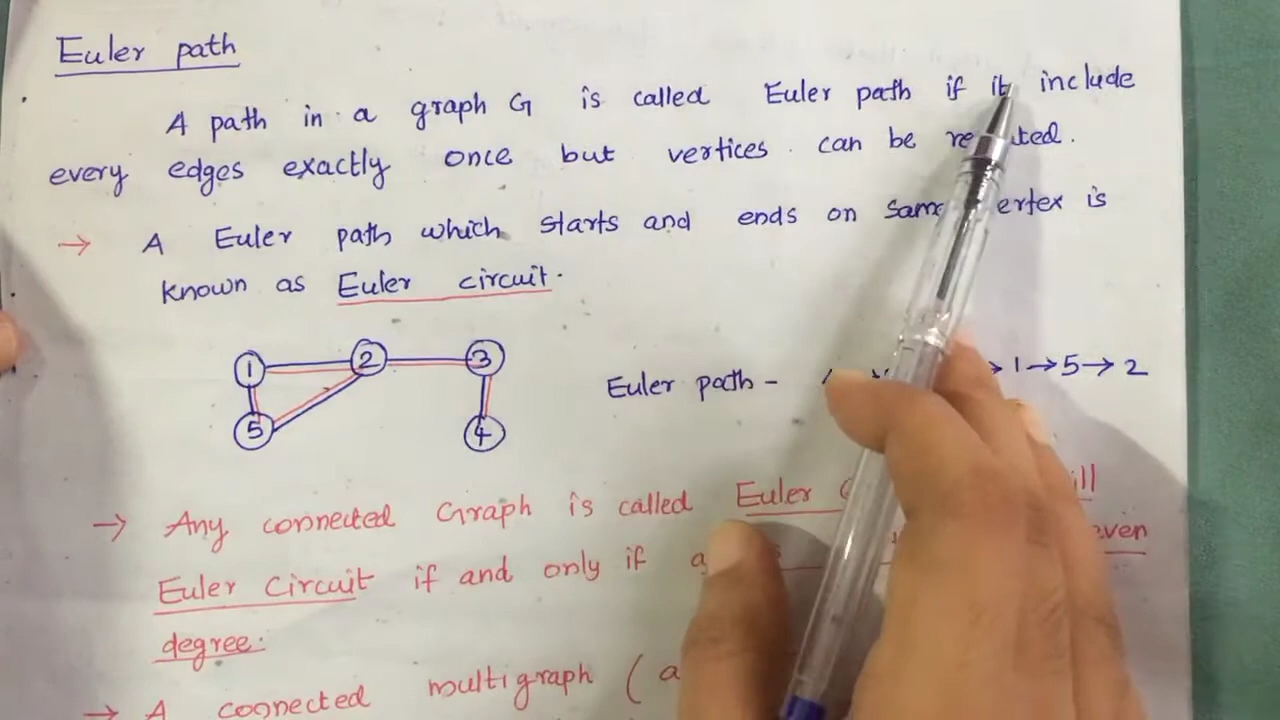 Euler path
A path in a graph G is called Euler path if it include
every edges exactly once but vertices can be
→ A Euler path which starts and ends on is
known as Euler circuit.
1 2 3
Euler path - → 1 → 5 → 2
5 4
→ Any connected Graph is called Euler
even
Euler Circuit if and only if
degree.
→ A connected multigraph (